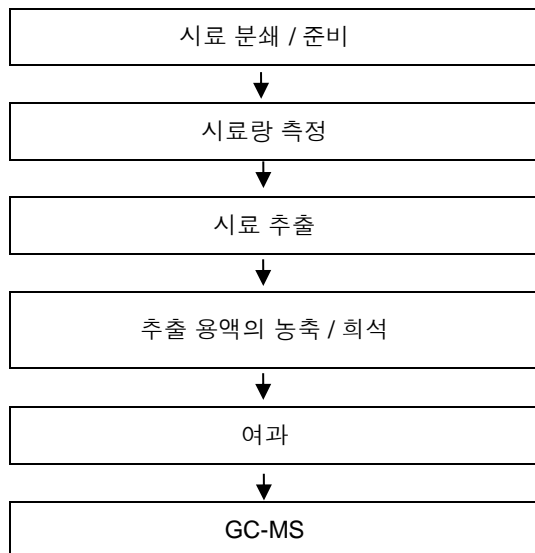 시료 분쇄 / 준비
시료랑 측정
시료 추출
추출 용액의 농축 / 희석
여과
GC-MS